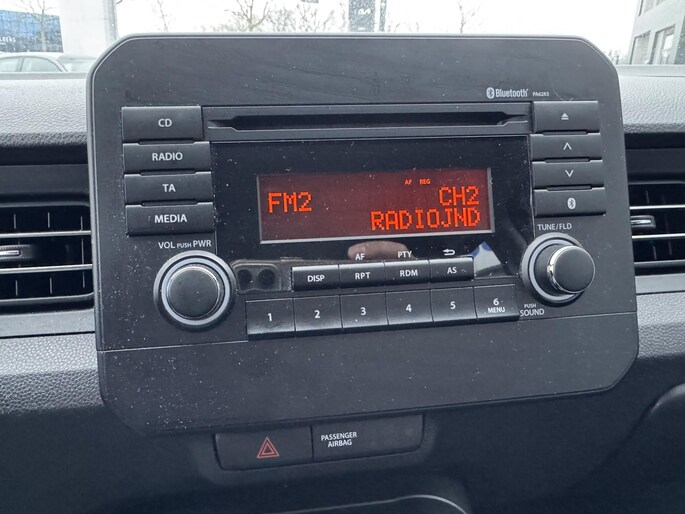 Bluetooth PA62R3
CD
RADIO
TA
MEDIA
AF REG
FM2 CH2
RADIOJND
VOL PUSH PWR
TUNE/FLD
AF PTY
DISP RPT RDM AS
1 2 3 4 5 6 MENU
PUSH SOUND
PASSENGER
AIRBAG